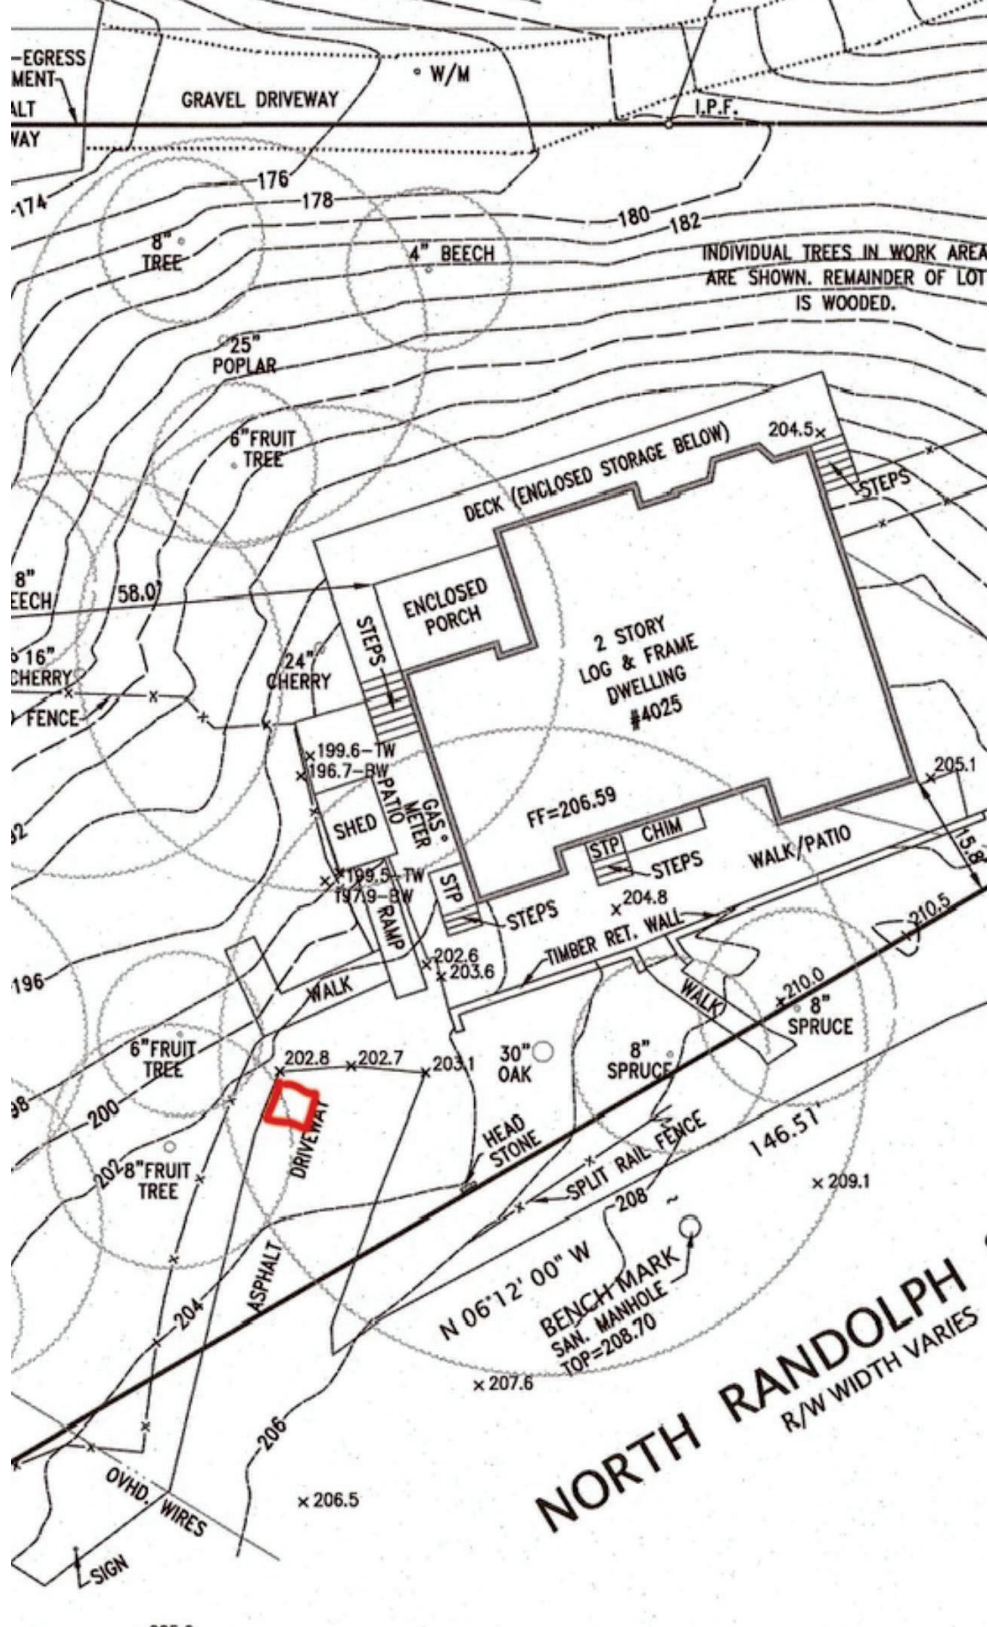 -EGRESS
MENT
ALT
WAY
W/M
GRAVEL DRIVEWAY
I.P.F.
174
176
178
180
182
8"
TREE
4" BEECH
INDIVIDUAL TREES IN WORK AREA
ARE SHOWN. REMAINDER OF LOT
IS WOODED.
25"
POPLAR
6"FRUIT
TREE
204.5
DECK (ENCLOSED STORAGE BELOW)
STEPS
8"
EECH
58.0'
ENCLOSED
PORCH
STEPS
2 STORY
LOG & FRAME
DWELLING
#4025
16"
CHERRY
24"
CHERRY
FENCE
199.6-TW
196.7-BW
PATIO
GAS
METER
SHED
FF=206.59
205.1
STP
CHIM
STEPS
WALK/PATIO
15.8'
199.5-TW
197.9-BW
RAMP
STP
STEPS
204.8
TIMBER RET. WALL
210.5
196
202.6
203.6
WALK
WALK
210.0
8"
SPRUCE
6"FRUIT
TREE
30"
OAK
8"
SPRUCE
202.8
202.7
203.1
98
200
DRIVEWAY
HEAD
STONE
SPLIT RAIL FENCE
146.51'
202
8"FRUIT
TREE
208
209.1
ASPHALT
204
N 06°12' 00" W
BENCH MARK
SAN. MANHOLE
TOP=208.70
207.6
NORTH RANDOLPH
R/W WIDTH VARIES
206
OVHD. WIRES
206.5
SIGN